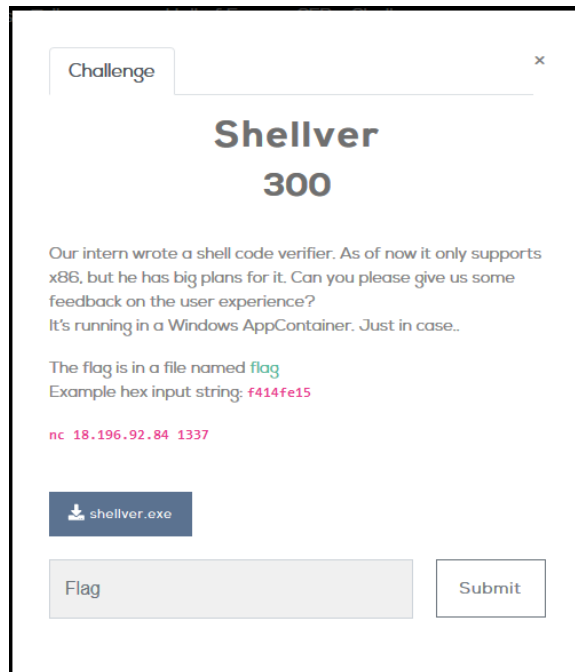 Challenge
×
Shellver
300
Our intern wrote a shell code verifier. As of now it only supports
x86, but he has big plans for it. Can you please give us some
feedback on the user experience?
It's running in a Windows AppContainer. Just in case..
The flag is in a file named flag
Example hex input string: f414fe15
nc 18.196.92.84 1337
shellver.exe
Flag
Submit